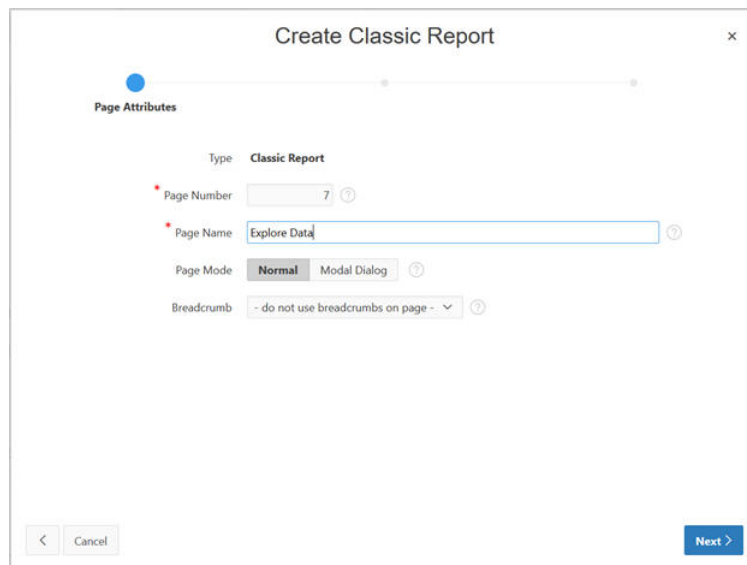 Create Classic Report
Page Attributes
Type Classic Report
* Page Number 7 ?
* Page Name Explore Data ?
Page Mode Normal Modal Dialog ?
Breadcrumb - do not use breadcrumbs on page - ?
Cancel Next >